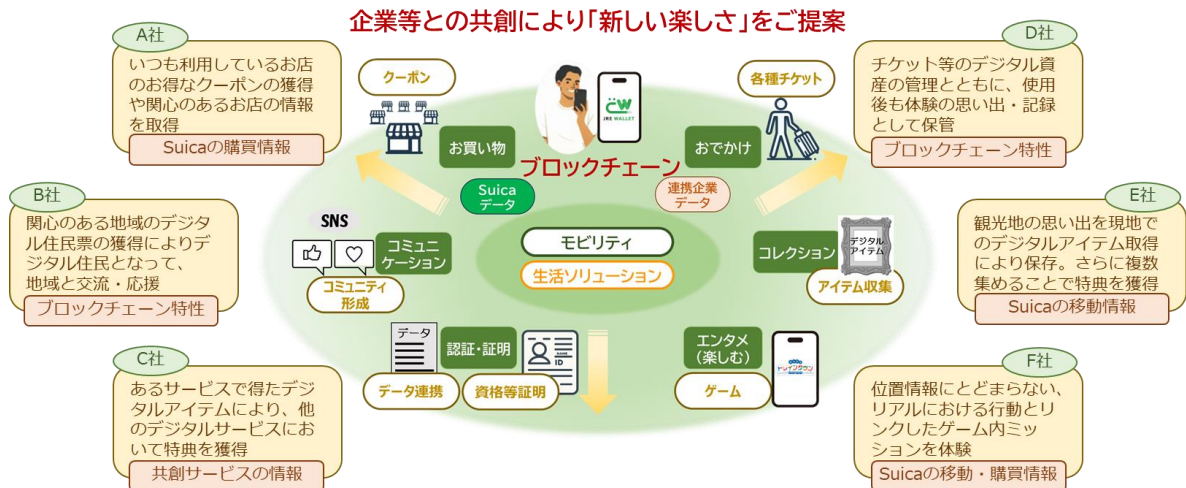 企業等との共創により「新しい楽しさ」をご提案
A社
いつも利用しているお店
のお得なクーポンの獲得
や関心のあるお店の情報
を取得
Suicaの購買情報
B社
関心のある地域のデジタ
ル住民票の獲得によりデ
ジタル住民となって、
地域と交流・応援
ブロックチェーン特性
C社
あるサービスで得たデジ
タルアイテムにより、他
のデジタルサービスにお
いて特典を獲得
共創サービスの情報
クーポン
お買い物
CW
JRE WALLET
ブロックチェーン
各種チケット
おでかけ
Suica
データ
連携企業
データ
SNS
コミュニ
ケーション
コミュニティ
形成
モビリティ
生活ソリューション
コレクション
デジタル
アイテム
アイテム収集
データ
認証・証明
NAME
ID
データ連携
資格等証明
エンタメ
(楽しむ)
ゲーム
トレインタウン
D社
チケット等のデジタル資
産の管理とともに、使用
後も体験の思い出・記録
として保管
ブロックチェーン特性
E社
観光地の思い出を現地で
のデジタルアイテム取得
により保存。さらに複数
集めることで特典を獲得
Suicaの移動情報
F社
位置情報にとどまらない、
リアルにおける行動とリ
ンクしたゲーム内ミッ
ションを体験
Suicaの移動・購買情報